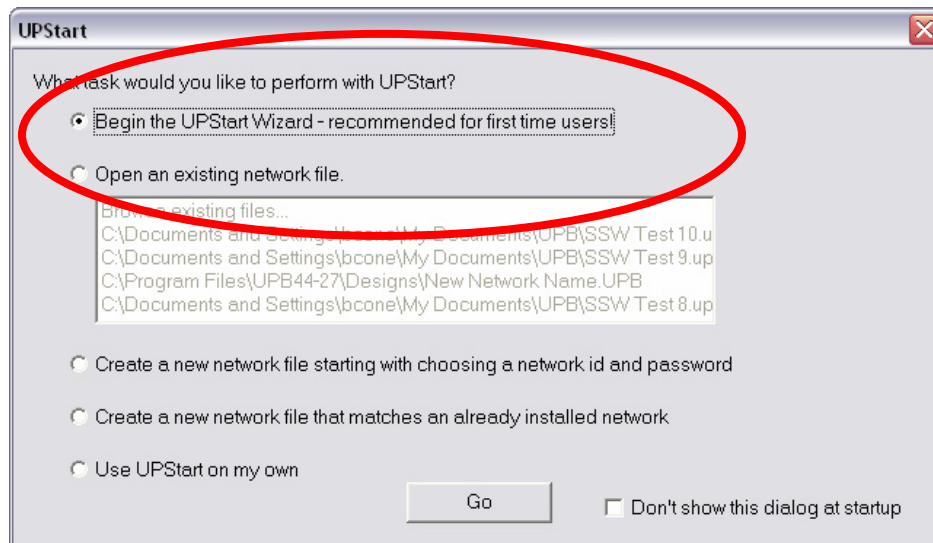 UPStart
What task would you like to perform with UPStart?
Begin the UPStart Wizard - recommended for first time users!
Open an existing network file.
Browse existing files...
C:\Documents and Settings\bcone\My Documents\UPB\SSW Test 10.u
C:\Documents and Settings\bcone\My Documents\UPB\SSW Test 9.up
C:\Program Files\UPB44-27\Designs\New Network Name.UPB
C:\Documents and Settings\bcone\My Documents\UPB\SSW Test 8.up
Create a new network file starting with choosing a network id and password
Create a new network file that matches an already installed network
Use UPStart on my own
Go
Don't show this dialog at startup